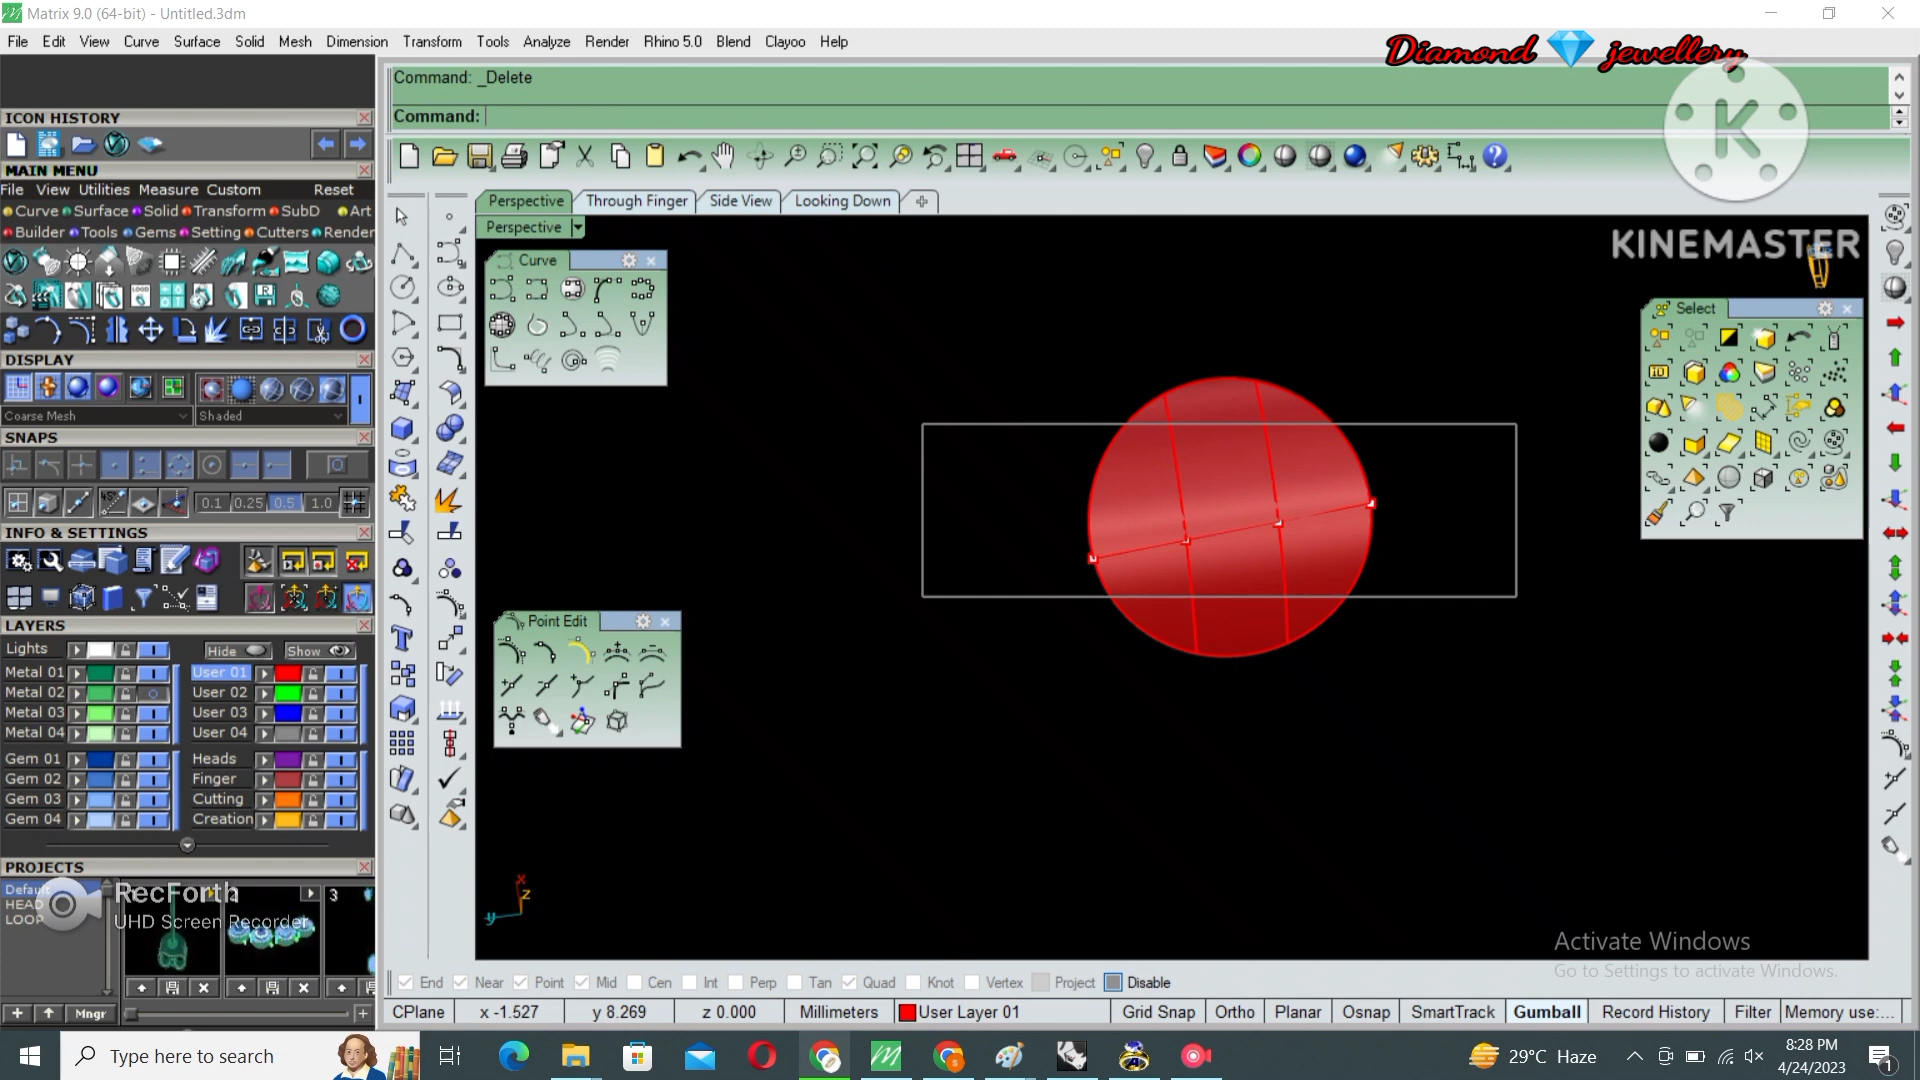 Matrix 9.0 (64-bit) - Untitled.3dm
File Edit View Curve Surface Solid Mesh Dimension Transform Tools Analyze Render Rhino 5.0 Blend Clayoo Help
Diamond jewellery
Command: _Delete
Command:
K
KINEMASTER
ICON HISTORY
MAIN MENU
File View Utilities Measure Custom Reset
Curve Surface Solid Transform SubD Art
Builder Tools Gems Setting Cutters Render
DISPLAY
Coarse Mesh Shaded
SNAPS
0.1 0.25 0.5 1.0
INFO & SETTINGS
LAYERS
Lights Hide Show
Metal 01 User 01
Metal 02 User 02
Metal 03 User 03
Metal 04 User 04
Gem 01 Heads
Gem 02 Finger
Gem 03 Cutting
Gem 04 Creation
PROJECTS
Default
HEAD
LOOP
3
RecForth
UHD Screen Recorder
Mngr
Perspective Through Finger Side View Looking Down
Perspective
Curve
Point Edit
Select
x
z
y
Activate Windows
Go to Settings to activate Windows.
End Near Point Mid Cen Int Perp Tan Quad Knot Vertex Project Disable
CPlane x -1.527 y 8.269 z 0.000 Millimeters User Layer 01 Grid Snap Ortho Planar Osnap SmartTrack Gumball Record History Filter Memory use:...
Type here to search
29°C Haze
8:28 PM
4/24/2023
1